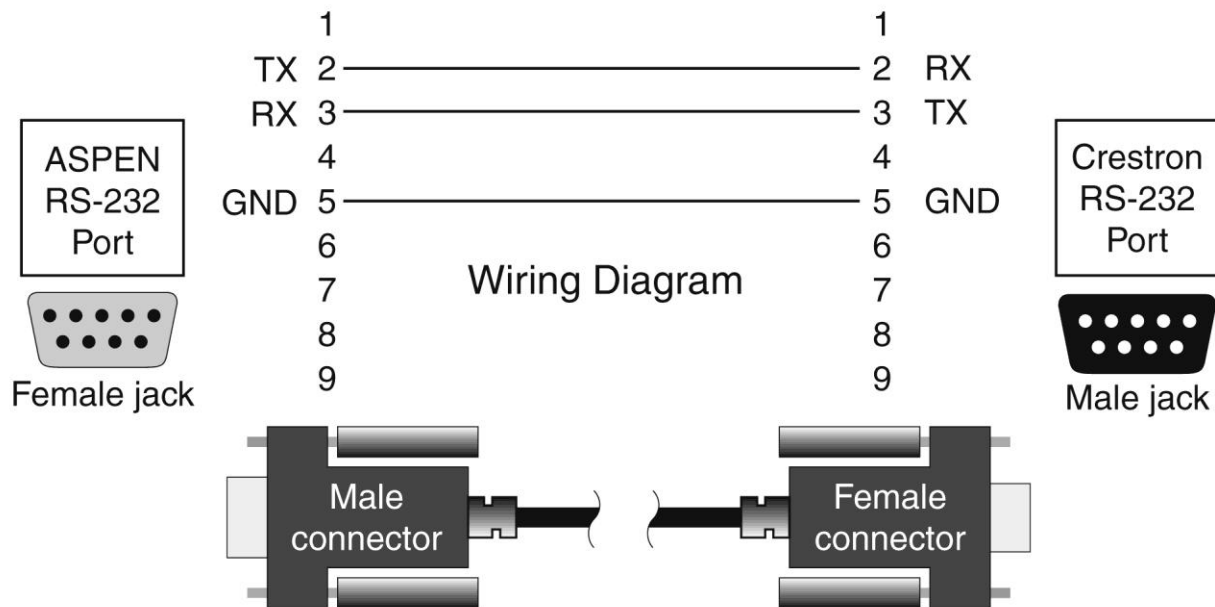 1 1
TX 2 2 RX
RX 3 3 TX
4 4
GND 5 5 GND
6 6
7 7
8 8
9 9
ASPEN
RS-232
Port
Female jack
Wiring Diagram
Crestron
RS-232
Port
Male jack
Male
connector
Female
connector